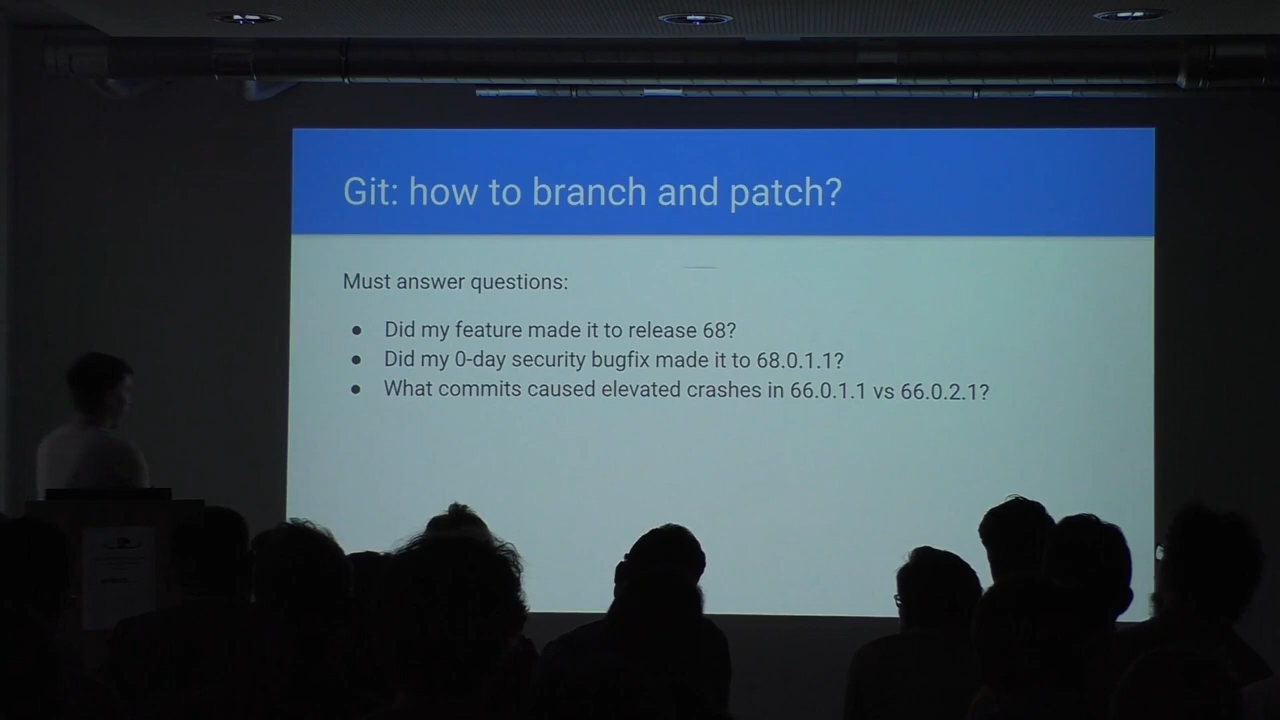 Git: how to branch and patch?
Must answer questions:
● Did my feature made it to release 68?
● Did my 0-day security bugfix made it to 68.0.1.1?
● What commits caused elevated crashes in 66.0.1.1 vs 66.0.2.1?